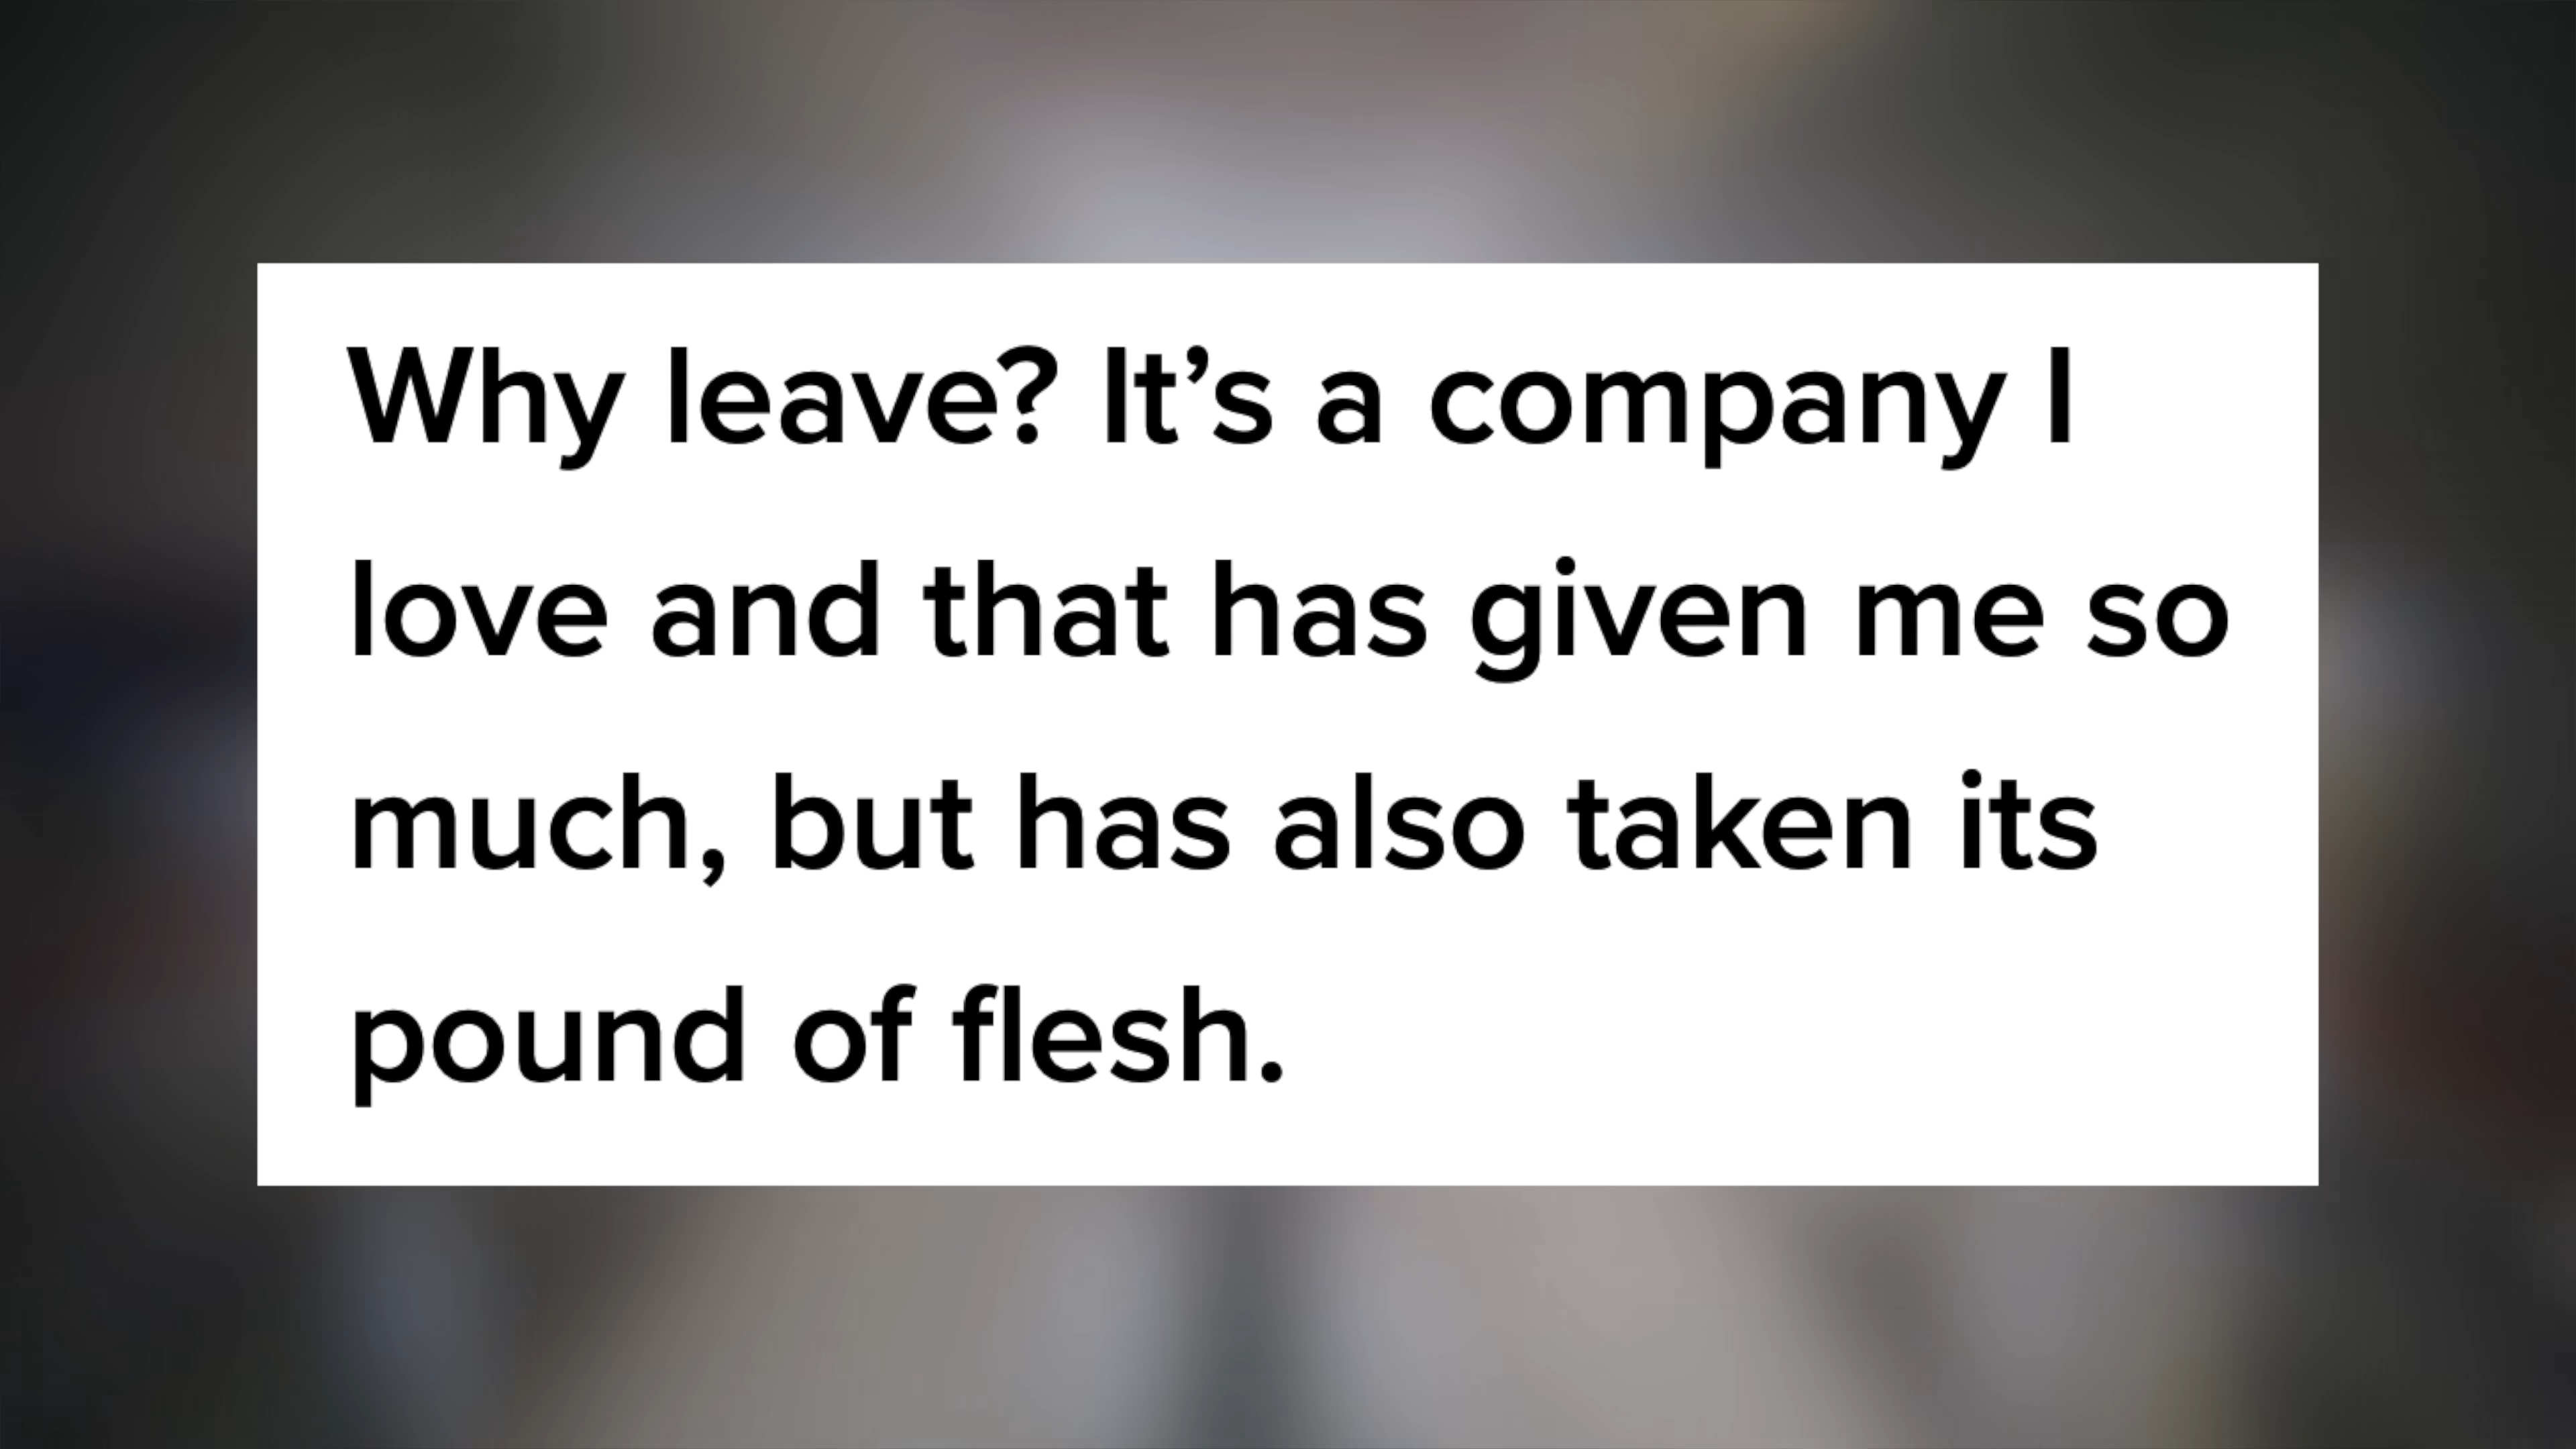 Why leave? It’s a company I
love and that has given me so
much, but has also taken its
pound of flesh.